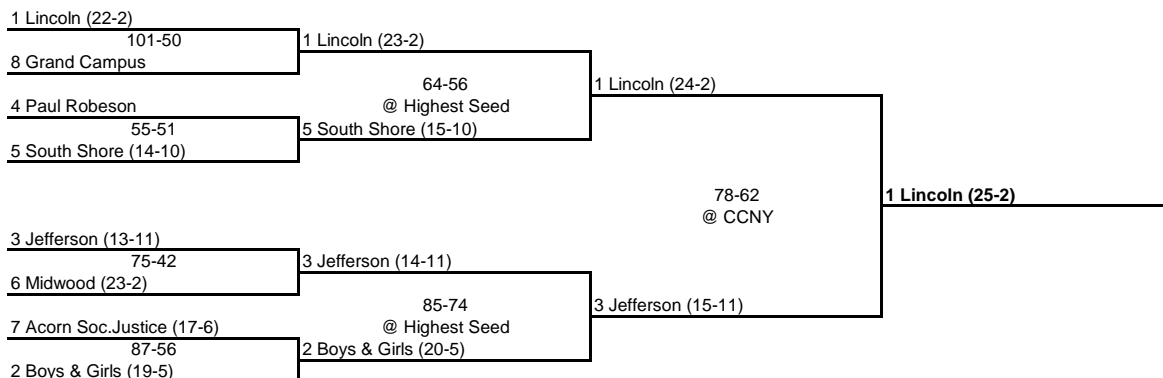 1 Lincoln (22-2)
101-50
8 Grand Campus
1 Lincoln (23-2)
64-56
@ Highest Seed
1 Lincoln (24-2)
4 Paul Robeson
55-51
5 South Shore (14-10)
5 South Shore (15-10)
78-62
@ CCNY
1 Lincoln (25-2)
3 Jefferson (13-11)
75-42
6 Midwood (23-2)
3 Jefferson (14-11)
85-74
@ Highest Seed
3 Jefferson (15-11)
7 Acorn Soc.Justice (17-6)
87-56
2 Boys & Girls (19-5)
2 Boys & Girls (20-5)